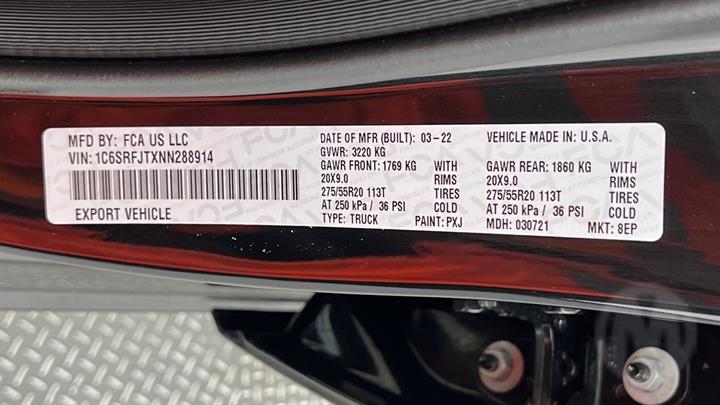 MFD BY: FCA US LLC
VIN: 1C6SRFJTXNN288914
EXPORT VEHICLE
DATE OF MFR (BUILT): 03-22
GVWR: 3220 KG
GAWR FRONT: 1769 KG WITH
20X9.0 RIMS
275/55R20 113T TIRES
AT 250 kPa / 36 PSI COLD
TYPE: TRUCK PAINT: PXJ
VEHICLE MADE IN U.S.A.
GAWR REAR: 1860 KG WITH
20X9.0 RIMS
275/55R20 113T TIRES
AT 250 kPa / 36 PSI COLD
MDH: 030721 MKT: 8EP